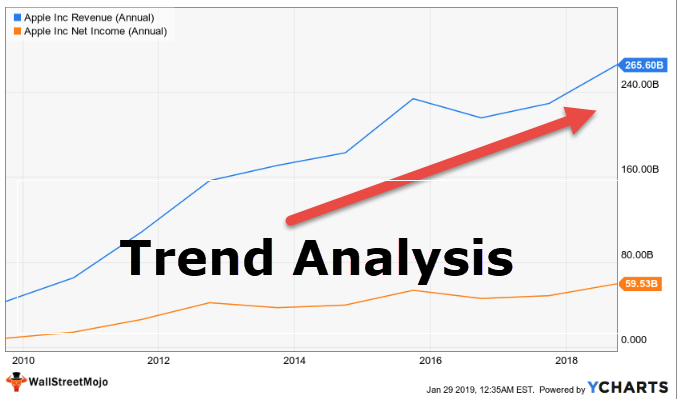 Apple Inc Revenue (Annual)
Apple Inc Net Income (Annual)
265.60B
240.00B
160.00B
Trend Analysis
80.00B
59.53B
0.000
2010 2012 2014 2016 2018
WallStreetMojo
Jan 29 2019, 12:35AM EST. Powered by YCHARTS